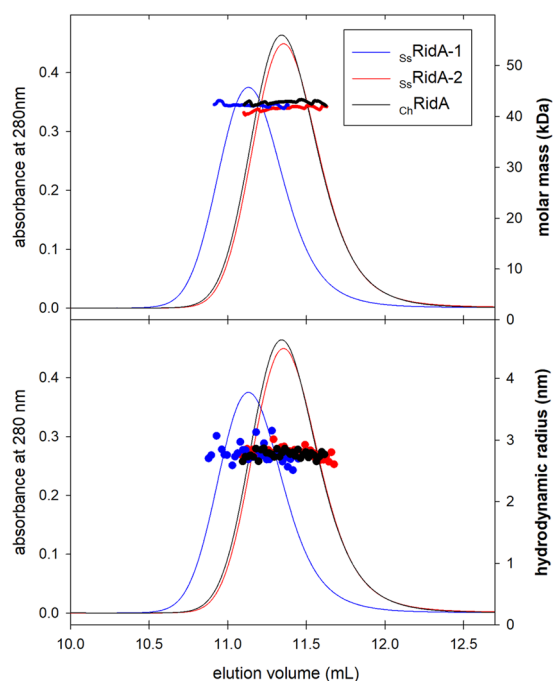 absorbance at 280nm
0.4
0.3
0.2
0.1
0.0
SsRidA-1
SsRidA-2
ChRidA
50
40
30
20
10
0
molar mass (kDa)
absorbance at 280 nm
0.4
0.3
0.2
0.1
0.0
4
3
2
1
0
hydrodynamic radius (nm)
10.0 10.5 11.0 11.5 12.0 12.5
elution volume (mL)